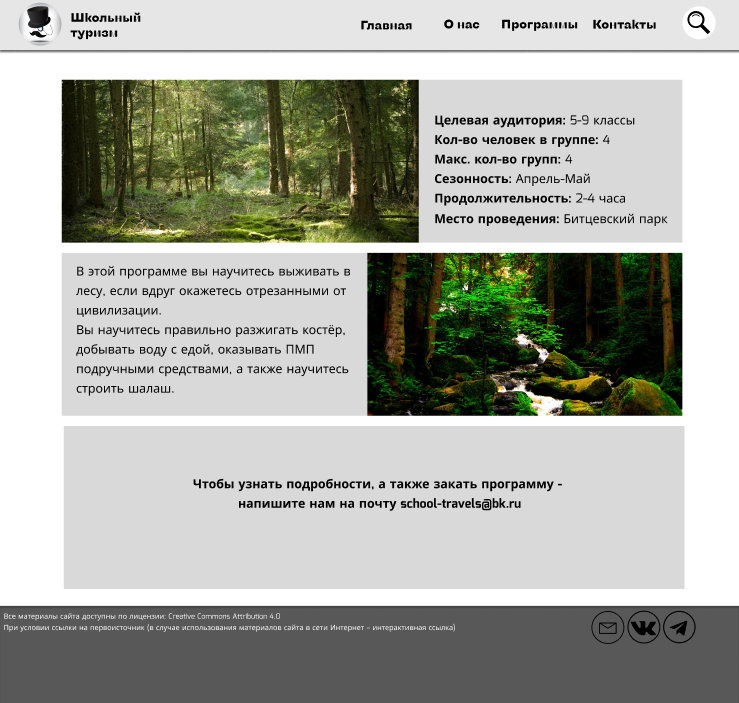 Школьный
туризм
Главная
О нас
Программы
Контакты
Целевая аудитория: 5-9 классы
Кол-во человек в группе: 4
Макс. кол-во групп: 4
Сезонность: Апрель-Май
Продолжительность: 2-4 часа
Место проведения: Битцевский парк
В этой программе вы научитесь выживать в
лесу, если вдруг окажетесь отрезанными от
цивилизации.
Вы научитесь правильно разжигать костёр,
добывать воду с едой, оказывать ПМП
подручными средствами, а также научитесь
строить шалаш.
Чтобы узнать подробности, а также закать программу -
напишите нам на почту school-travels@bk.ru
Все материалы сайта доступны по лицензии: Creative Commons Attribution 4.0
При условии ссылки на первоисточник (в случае использования материалов сайта в сети Интернет – интерактивная ссылка)